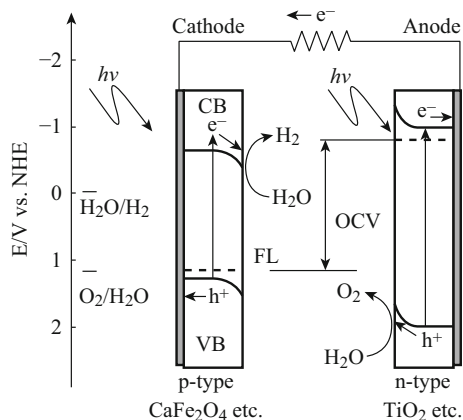 Cathode
e⁻
Anode
−2
−1
0
1
2
E/V vs. NHE
hν
hν
CB
e⁻
H₂
H₂O
H₂O/H₂
O₂/H₂O
FL
OCV
h⁺
VB
e⁻
O₂
H₂O
h⁺
p-type
CaFe₂O₄ etc.
n-type
TiO₂ etc.